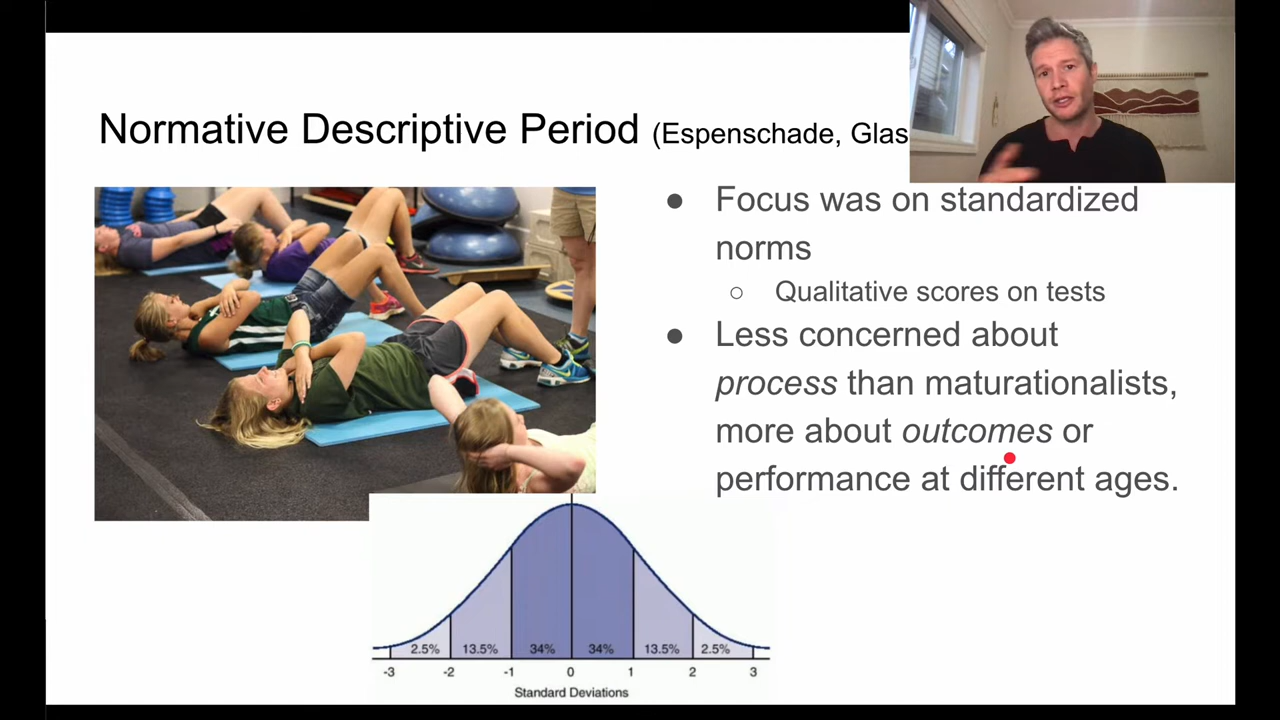 Normative Descriptive Period (Espenschade,
● Focus was on standardized
norms
○ Qualitative scores on tests
● Less concerned about
process than maturationalists,
more about outcomes or
performance at different ages.
2.5% 13.5% 34% 34% 13.5% 2.5%
-3 -2 -1 0 1 2 3
Standard Deviations